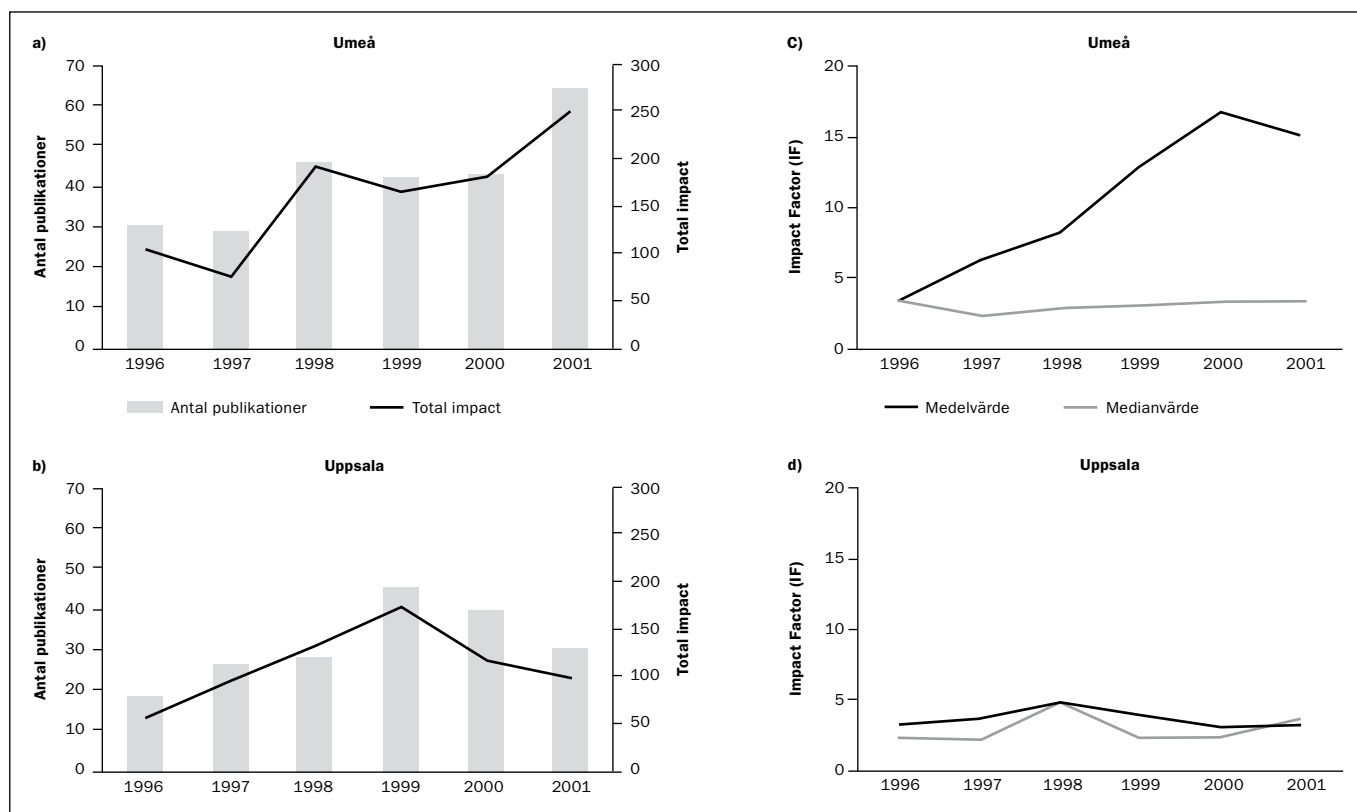 a)
Umeå
70
60
50
40
30
20
10
0
Antal publikationer
300
250
200
150
100
50
0
Total impact
1996 1997 1998 1999 2000 2001
Antal publikationer Total impact
C)
Umeå
20
15
10
5
0
Impact Factor (IF)
1996 1997 1998 1999 2000 2001
Medelvärde Medianvärde
b)
Uppsala
70
60
50
40
30
20
10
0
Antal publikationer
300
250
200
150
100
50
0
Total impact
1996 1997 1998 1999 2000 2001
d)
Uppsala
20
15
10
5
0
Impact Factor (IF)
1996 1997 1998 1999 2000 2001